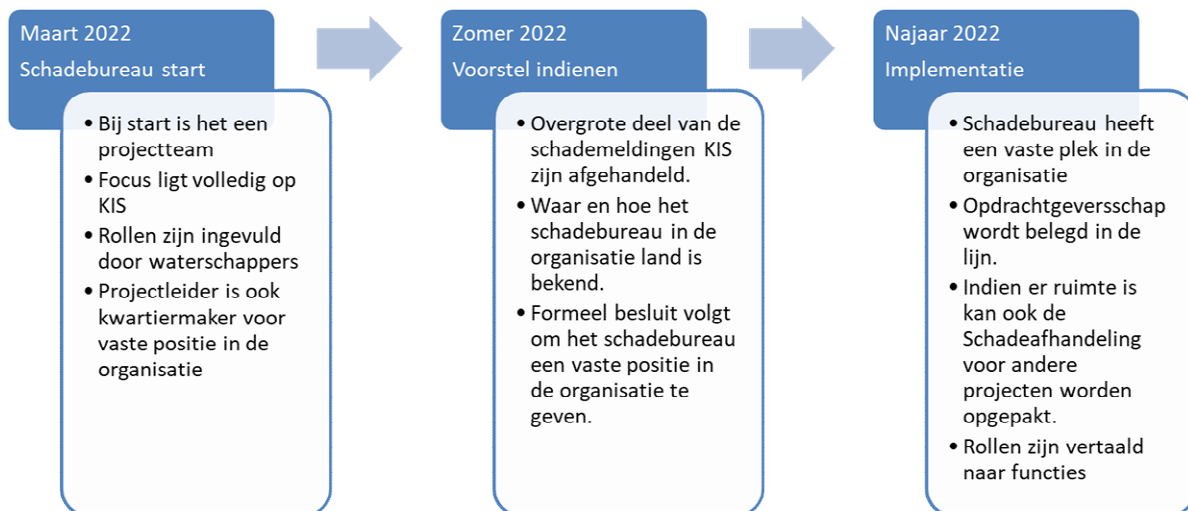 Maart 2022
Schadebureau start
• Bij start is het een
projectteam
• Focus ligt volledig op
KIS
• Rollen zijn ingevuld
door waterschappers
• Projectleider is ook
kwartiermaker voor
vaste positie in de
organisatie
Zomer 2022
Voorstel indienen
• Overgrote deel van de
schademeldingen KIS
zijn afgehandeld.
• Waar en hoe het
schadebureau in de
organisatie land is
bekend.
• Formeel besluit volgt
om het schadebureau
een vaste positie in
de organisatie te
geven.
Najaar 2022
Implementatie
• Schadebureau heeft
een vaste plek in de
organisatie
• Opdrachtgeversschap
wordt belegd in de
lijn.
• Indien er ruimte is
kan ook de
Schadeafhandeling
voor andere
projecten worden
opgepakt.
• Rollen zijn vertaald
naar functies